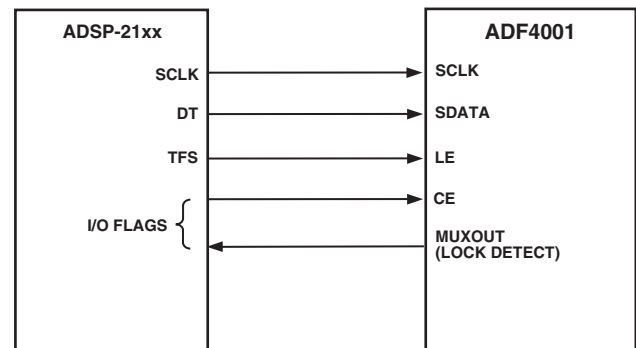 ADSP-21xx
ADF4001
SCLK
SCLK
DT
SDATA
TFS
LE
CE
I/O FLAGS
MUXOUT
(LOCK DETECT)